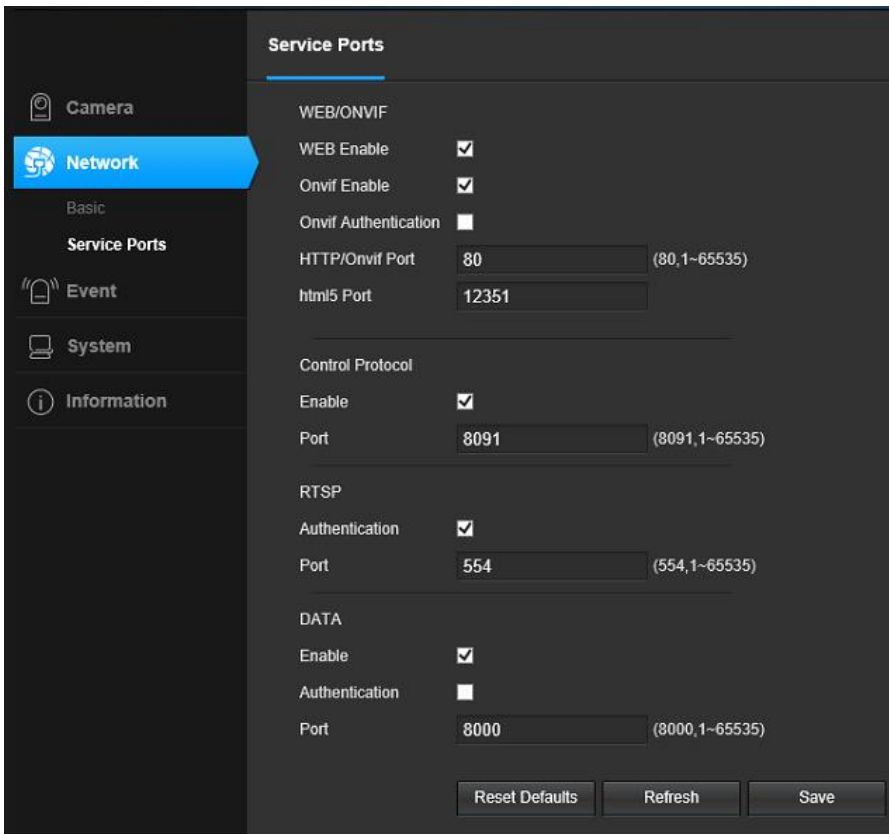 Service Ports
Camera
Network
Basic
Service Ports
Event
System
Information
WEB/ONVIF
WEB Enable
Onvif Enable
Onvif Authentication
HTTP/Onvif Port 80 (80,1~65535)
html5 Port 12351
Control Protocol
Enable
Port 8091 (8091,1~65535)
RTSP
Authentication
Port 554 (554,1~65535)
DATA
Enable
Authentication
Port 8000 (8000,1~65535)
Reset Defaults Refresh Save